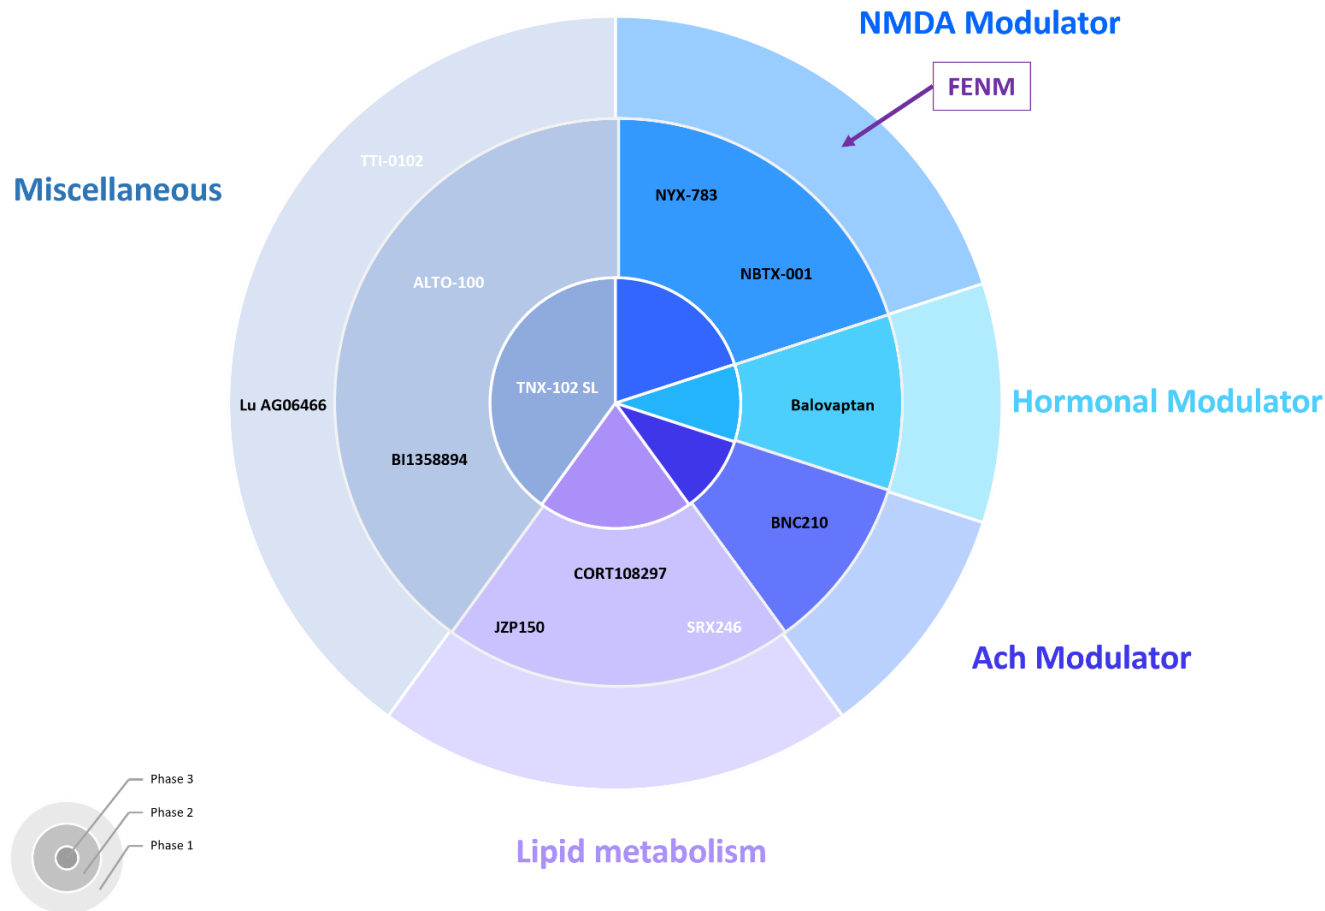 NMDA Modulator
FENM
TTI-0102
Miscellaneous
NYX-783
NBTX-001
ALTO-100
TNX-102 SL
Lu AG06466
Balovaptan
Hormonal Modulator
BI1358894
BNC210
CORT108297
JZP150
SRX246
Ach Modulator
Phase 3
Phase 2
Phase 1
Lipid metabolism